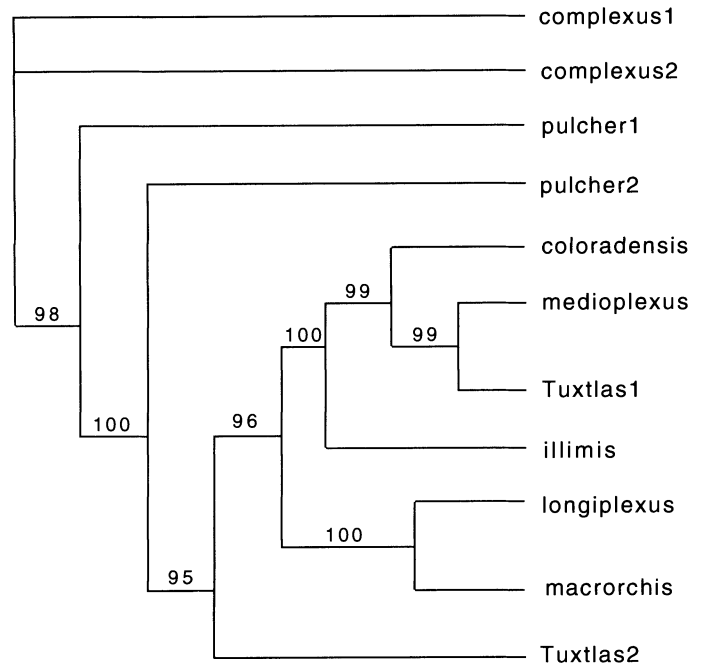 complexus1
complexus2
pulcher1
pulcher2
coloradensis
99
medioplexus
98
100
99
Tuxtlas1
100
96
illimis
longiplexus
100
95
macrorchis
Tuxtlas2